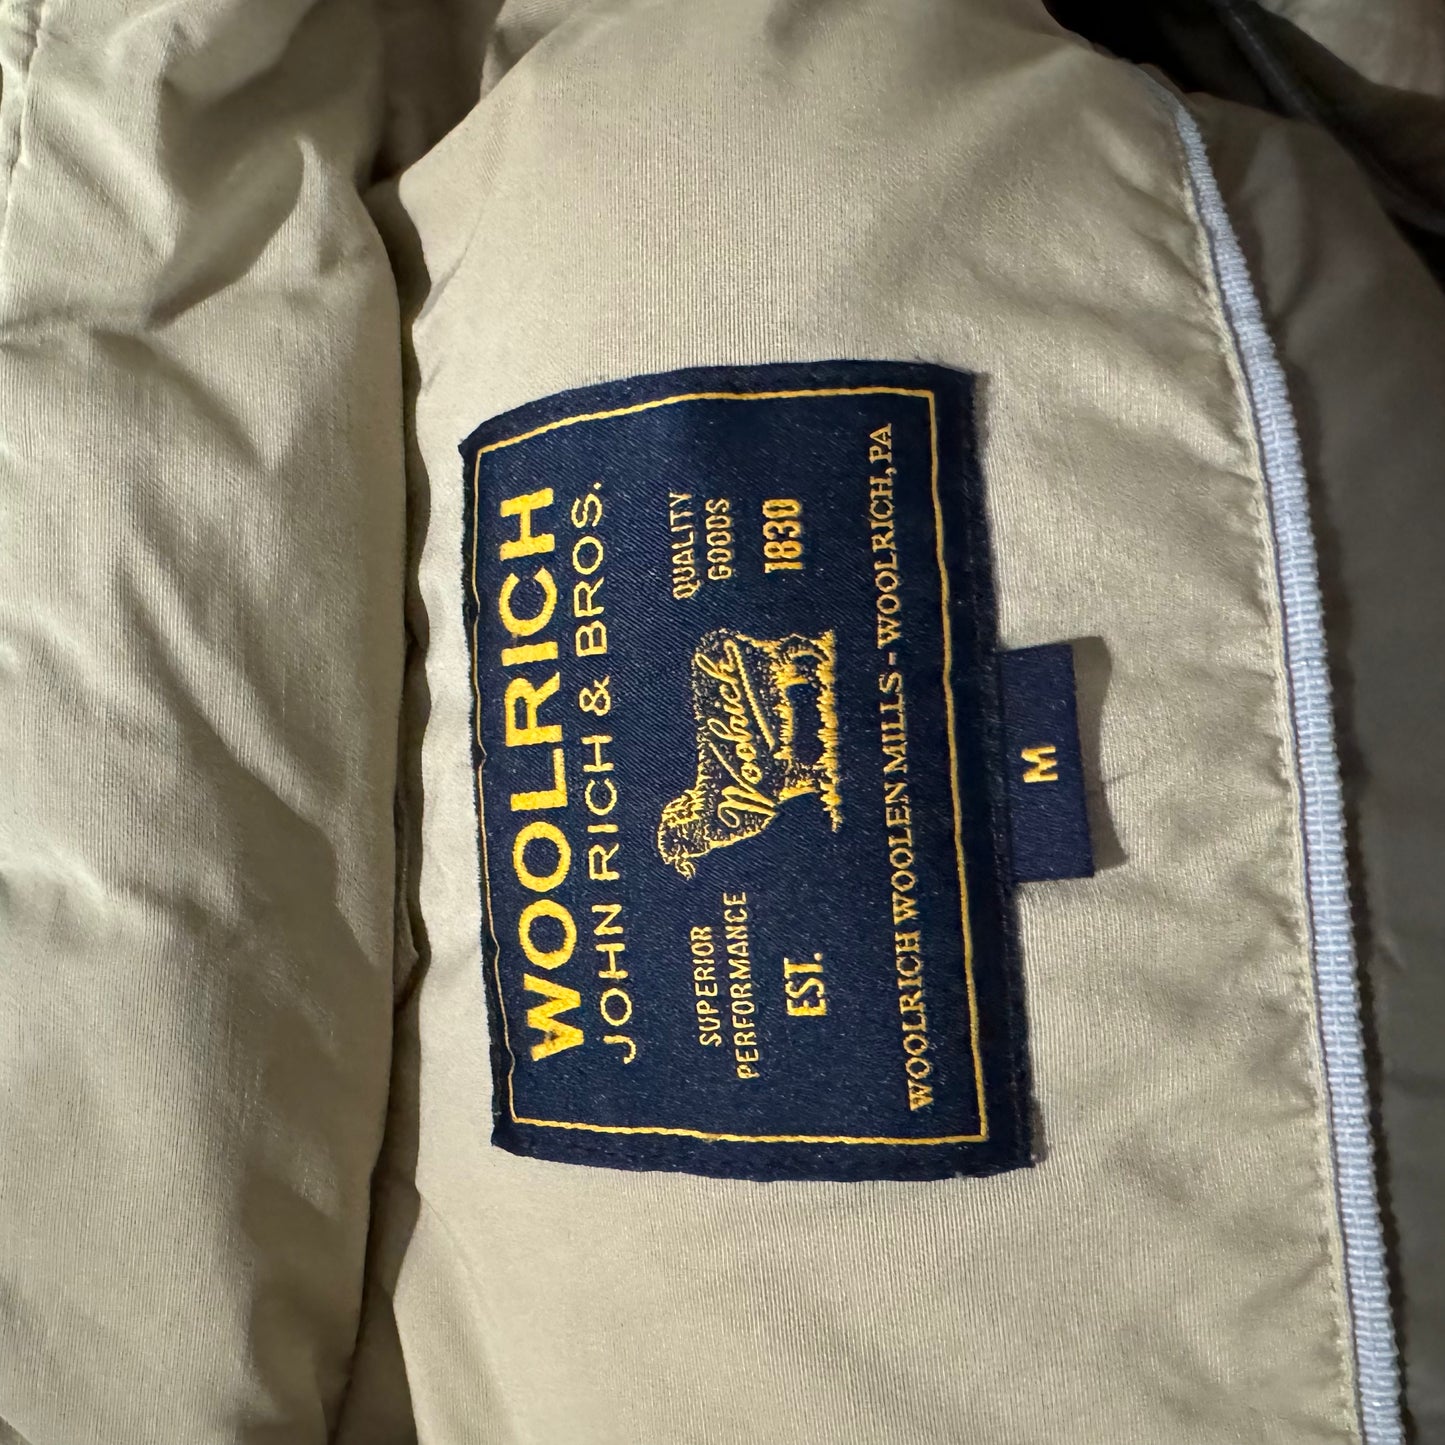 WOOLRICH
JOHN RICH & BROS.
SUPERIOR
PERFORMANCE
Woolrich
QUALITY
GOODS
EST.
1830
WOOLRICH WOOLEN MILLS - WOOLRICH, PA
M